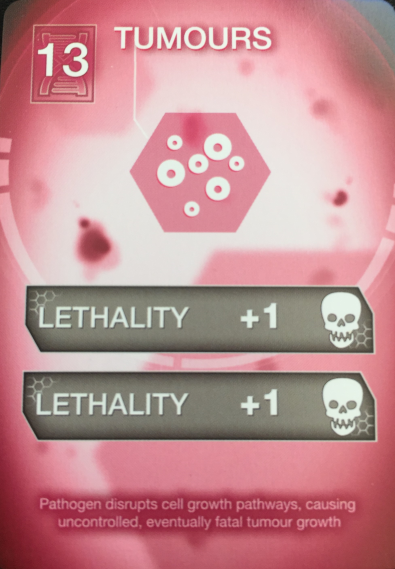 13
TUMOURS
LETHALITY +1
LETHALITY +1
Pathogen disrupts cell growth pathways, causing
uncontrolled, eventually fatal tumour growth